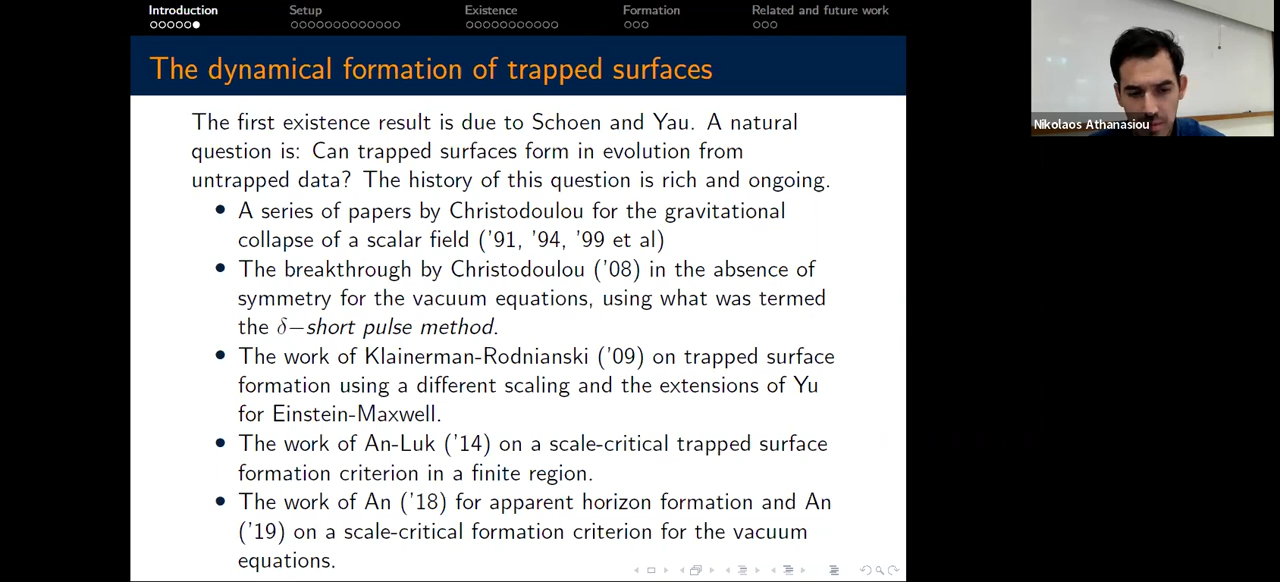 Introduction Setup Existence Formation Related and future work
The dynamical formation of trapped surfaces
The first existence result is due to Schoen and Yau. A natural
question is: Can trapped surfaces form in evolution from
untrapped data? The history of this question is rich and ongoing.
• A series of papers by Christodoulou for the gravitational
collapse of a scalar field ('91, '94, '99 et al)
• The breakthrough by Christodoulou ('08) in the absence of
symmetry for the vacuum equations, using what was termed
the δ−short pulse method.
• The work of Klainerman-Rodnianski ('09) on trapped surface
formation using a different scaling and the extensions of Yu
for Einstein-Maxwell.
• The work of An-Luk ('14) on a scale-critical trapped surface
formation criterion in a finite region.
• The work of An ('18) for apparent horizon formation and An
('19) on a scale-critical formation criterion for the vacuum
equations.
Nikolaos Athanasiou